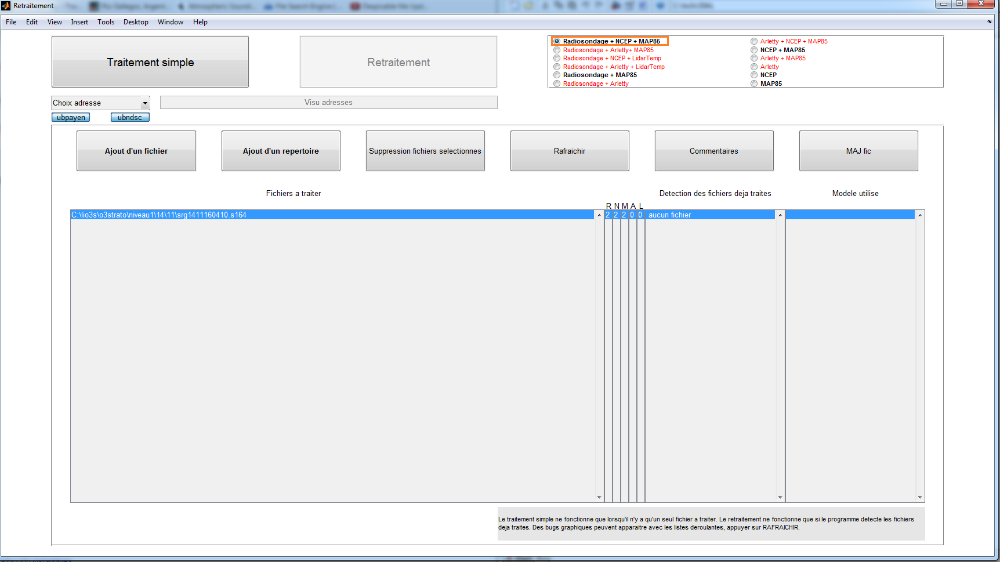 Retraitement
File Edit View Insert Tools Desktop Window Help
Traitement simple
Retraitement
Radiosondage + NCEP + MAP85
Radiosondage + Arletty+ MAP85
Radiosondage + NCEP + LidarTemp
Radiosondage + Arletty + LidarTemp
Radiosondage + MAP85
Radiosondage + Arletty
Arletty + NCEP + MAP85
NCEP + MAP85
Arletty + MAP85
Arletty
NCEP
MAP85
Choix adresse
Visu adresses
ubpayen
ubndsc
Ajout d'un fichier
Ajout d'un repertoire
Suppression fichiers selectionnes
Rafraichir
Commentaires
MAJ fic
Fichiers a traiter
Detection des fichiers deja traites
Modele utilise
R N M A L
C:\lio3s\o3strato\niveau1\14\11\srg1411160410.s164
2 2 2 0 0
aucun fichier
Le traitement simple ne fonctionne que lorsqu'il n'y a qu'un seul fichier a traiter. Le retraitement ne fonctionne que si le programme detecte les fichiers
deja traites. Des bugs graphiques peuvent apparaitre avec les listes deroulantes, appuyer sur RAFRAICHIR.